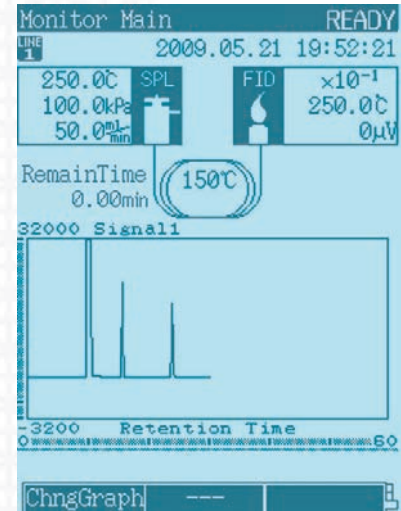 Monitor Main READY
LINE 1 2009.05.21 19:52:21
250.0℃ SPL FID ×10⁻¹
100.0kPa 250.0℃
50.0ml/min 0μV
RemainTime 150℃
0.00min
32000 Signal1
-3200 Retention Time
0 60
ChngGraph ---